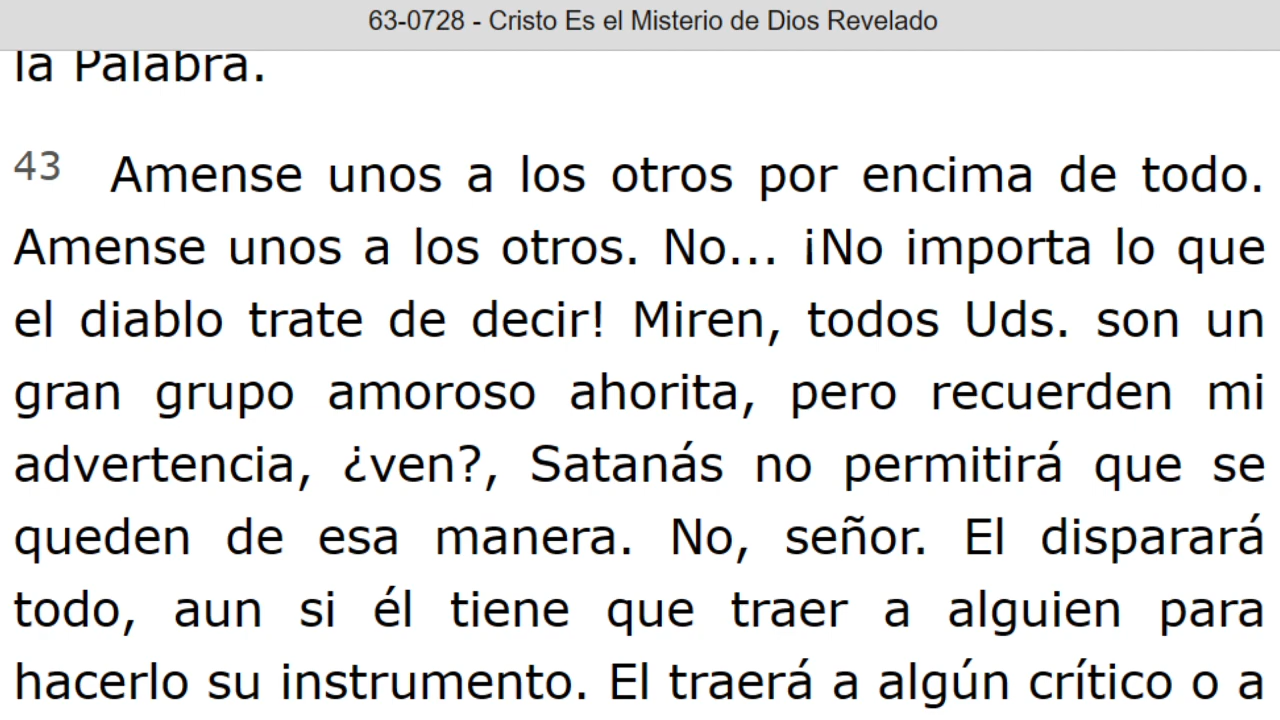 63-0728 - Cristo Es el Misterio de Dios Revelado
la Palabra.
43 Amense unos a los otros por encima de todo.
Amense unos a los otros. No... ¡No importa lo que
el diablo trate de decir! Miren, todos Uds. son un
gran grupo amoroso ahorita, pero recuerden mi
advertencia, ¿ven?, Satanás no permitirá que se
queden de esa manera. No, señor. El disparará
todo, aun si él tiene que traer a alguien para
hacerlo su instrumento. El traerá a algún crítico o a